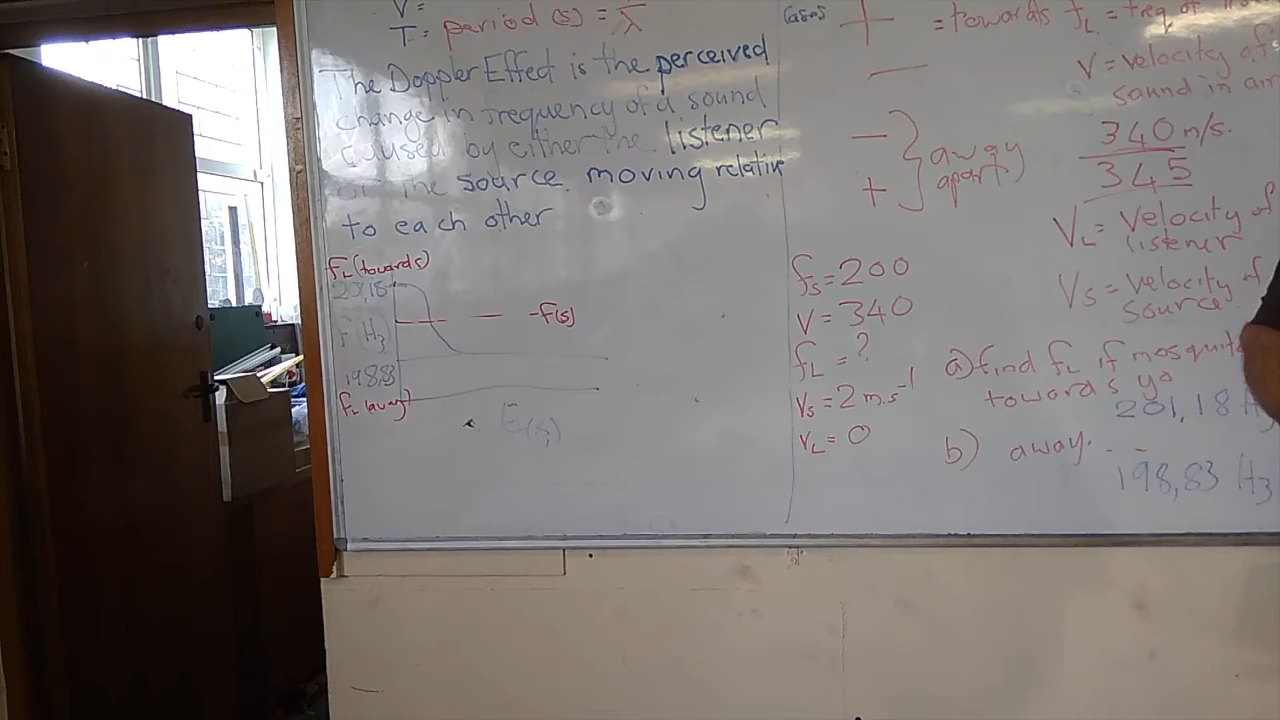 V=
T= period (s) = 1/λ
The Doppler Effect is the perceived
change in frequency of a sound
caused by either the listener
or the source moving relative
to each other
fL (towards)
201,18
f (Hz)
198,83
fL (away)
-f(s)
t(s)
Cases
+ = towards
−
− } away
+ } apart
fL = freq of
V = velocity of
sound in air
340 m/s.
345
VL = velocity of
listener
Vs = velocity of
source
fs = 200
V = 340
fL = ?
Vs = 2 m.s⁻¹
VL = 0
a) find fL if mosquito
towards yo
201,18 Hz
b) away...
198,83 Hz